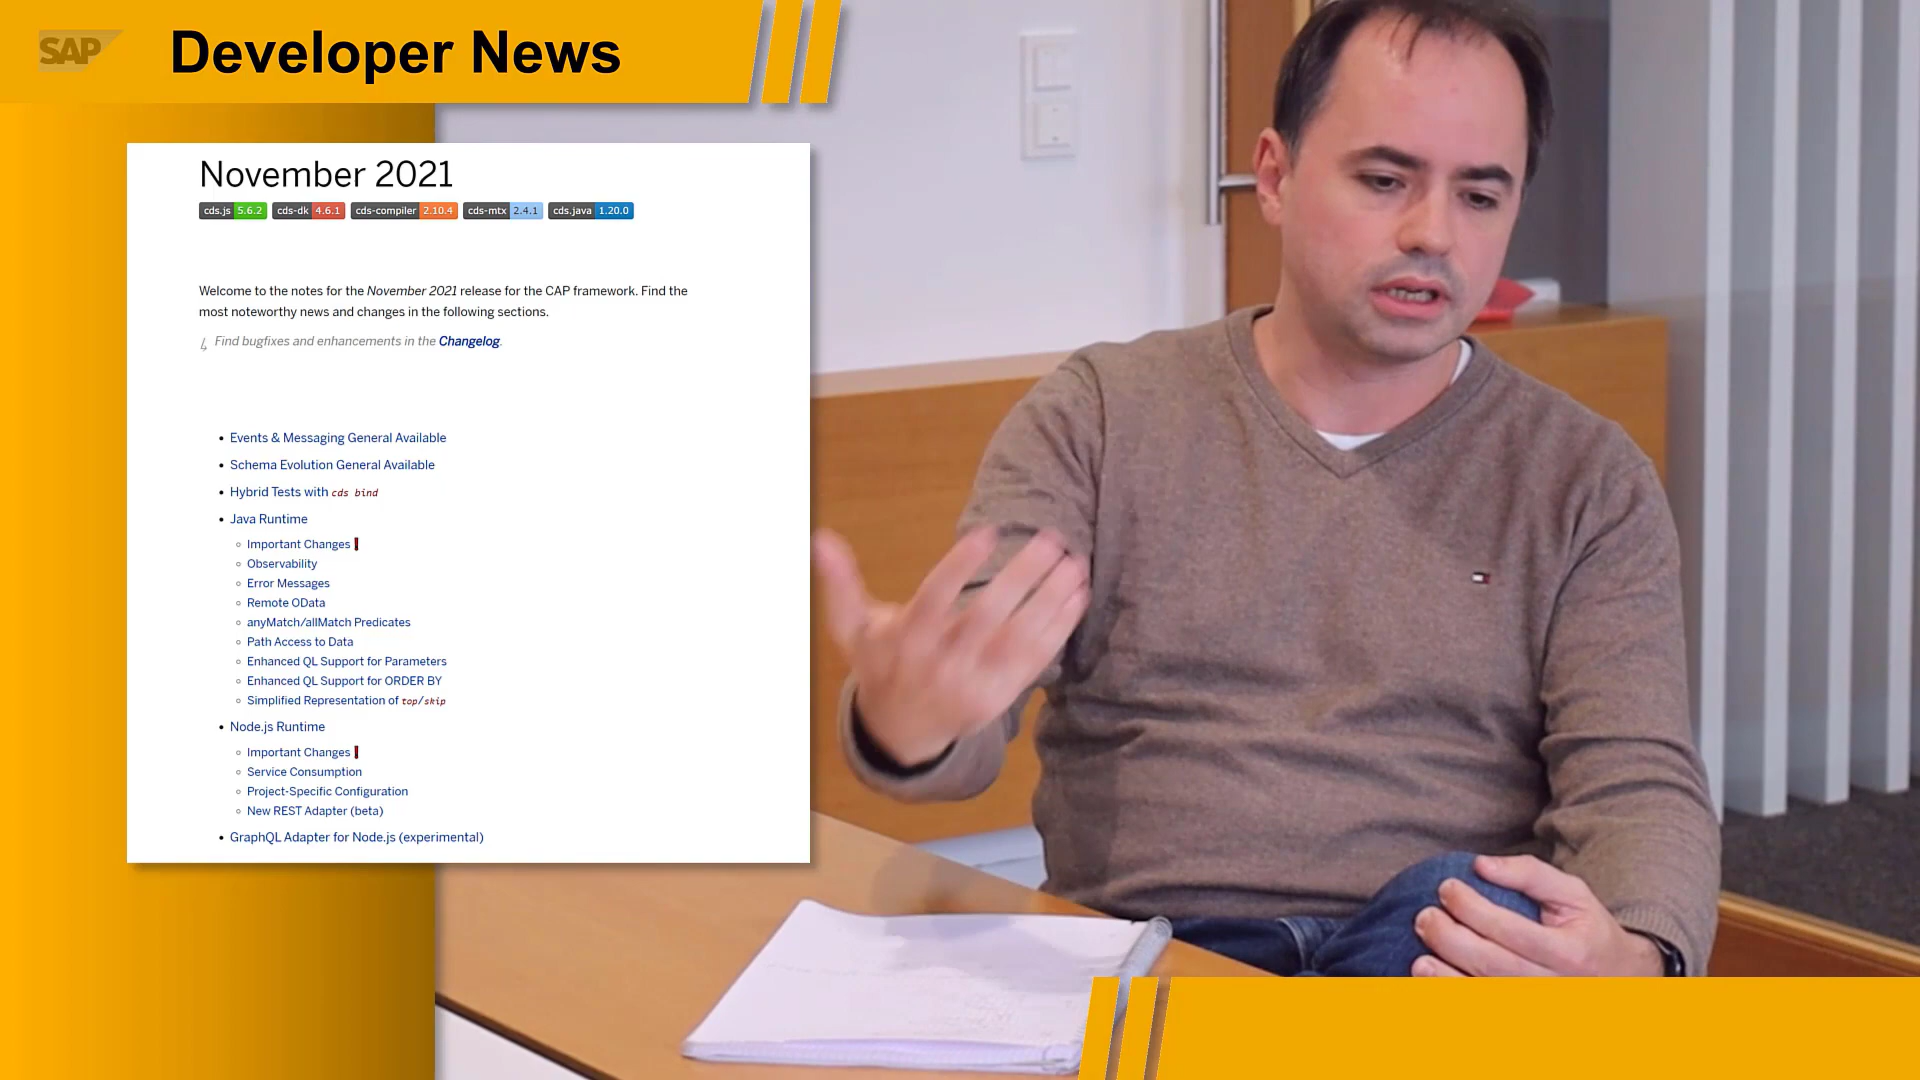 SAP Developer News
November 2021
cds.js 5.6.2 cds-dk 4.6.1 cds-compiler 2.10.4 cds-mtx 2.4.1 cds.java 1.20.0
Welcome to the notes for the November 2021 release for the CAP framework. Find the
most noteworthy news and changes in the following sections.
Find bugfixes and enhancements in the Changelog.
Events & Messaging General Available
Schema Evolution General Available
Hybrid Tests with cds bind
Java Runtime
Important Changes !
Observability
Error Messages
Remote OData
anyMatch/allMatch Predicates
Path Access to Data
Enhanced QL Support for Parameters
Enhanced QL Support for ORDER BY
Simplified Representation of top/skip
Node.js Runtime
Important Changes !
Service Consumption
Project-Specific Configuration
New REST Adapter (beta)
GraphQL Adapter for Node.js (experimental)